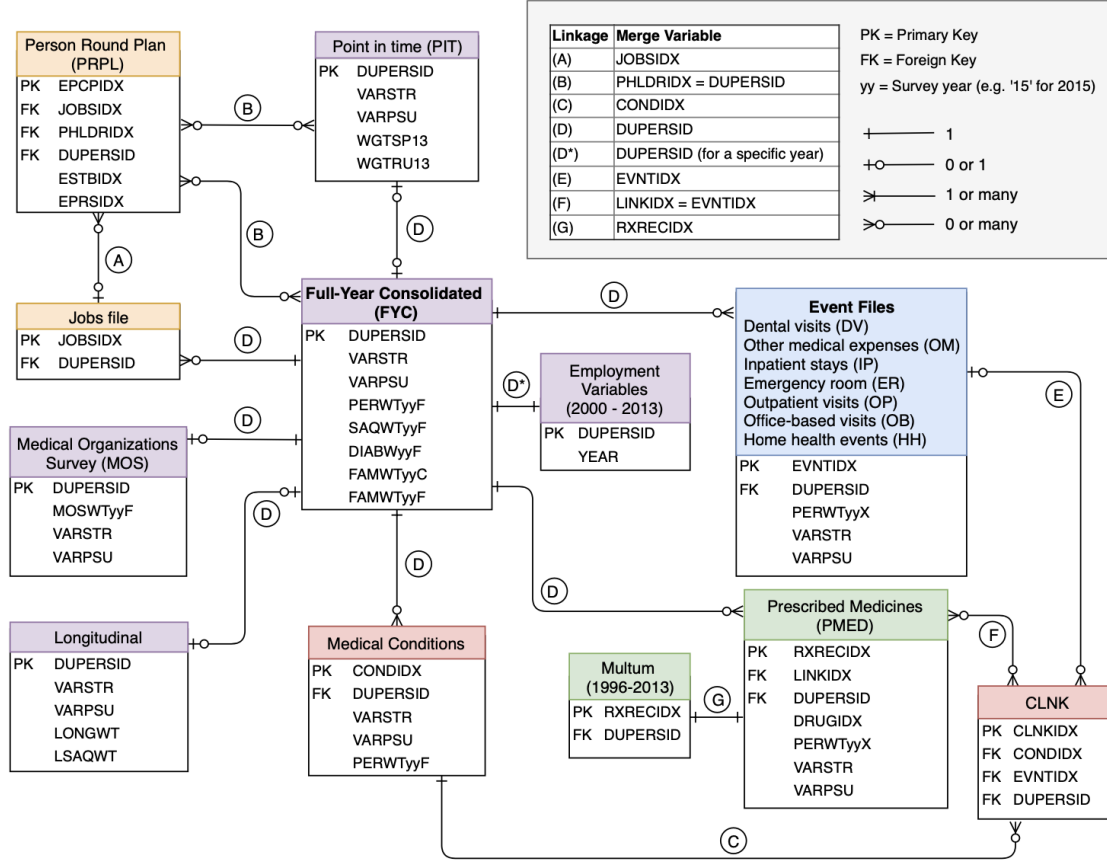 Person Round Plan
(PRPL)
PK EPCPIDX
FK JOBSIDX
FK PHLDRIDX
FK DUPERSID
ESTBIDX
EPRSIDX
Point in time (PIT)
PK DUPERSID
VARSTR
VARPSU
WGTSP13
WGTRU13
Linkage Merge Variable
(A) JOBSIDX
(B) PHLDRIDX = DUPERSID
(C) CONDIDX
(D) DUPERSID
(D*) DUPERSID (for a specific year)
(E) EVNTIDX
(F) LINKIDX = EVNTIDX
(G) RXRECIDX
PK = Primary Key
FK = Foreign Key
yy = Survey year (e.g. '15' for 2015)
1
0 or 1
1 or many
0 or many
B
B
D
A
Jobs file
PK JOBSIDX
FK DUPERSID
D
Full-Year Consolidated
(FYC)
PK DUPERSID
VARSTR
VARPSU
PERWTyyF
SAQWTyyF
DIABWyyF
FAMWTyyC
FAMWTyyF
D
D*
Employment
Variables
(2000 - 2013)
PK DUPERSID
YEAR
Event Files
Dental visits (DV)
Other medical expenses (OM)
Inpatient stays (IP)
Emergency room (ER)
Outpatient visits (OP)
Office-based visits (OB)
Home health events (HH)
PK EVNTIDX
FK DUPERSID
PERWTyyX
VARSTR
VARPSU
E
D
Medical Organizations
Survey (MOS)
PK DUPERSID
MOSWTyyF
VARSTR
VARPSU
D
D
D
Longitudinal
PK DUPERSID
VARSTR
VARPSU
LONGWT
LSAQWT
Medical Conditions
PK CONDIDX
FK DUPERSID
VARSTR
VARPSU
PERWTyyF
Multum
(1996-2013)
PK RXRECIDX
FK DUPERSID
G
Prescribed Medicines
(PMED)
PK RXRECIDX
FK LINKIDX
FK DUPERSID
DRUGIDX
PERWTyyX
VARSTR
VARPSU
F
CLNK
PK CLNKIDX
FK CONDIDX
FK EVNTIDX
FK DUPERSID
C